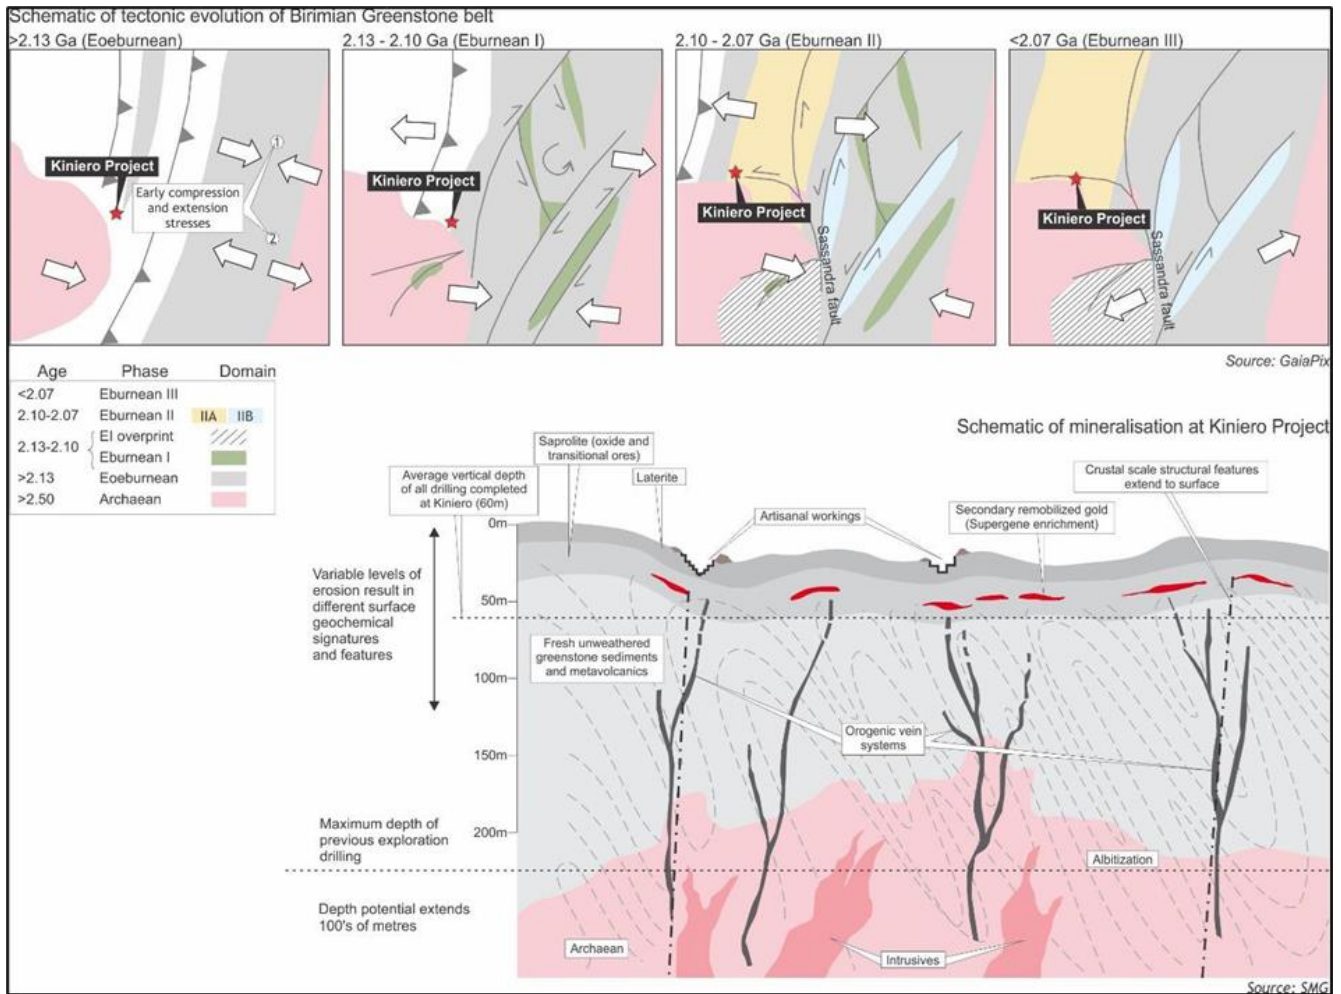 Schematic of tectonic evolution of Birimian Greenstone belt
>2.13 Ga (Eoeburnean)
2.13 - 2.10 Ga (Eburnean I)
2.10 - 2.07 Ga (Eburnean II)
<2.07 Ga (Eburnean III)
Kiniero Project
Early compression
and extension
stresses
1
2
Kiniero Project
Kiniero Project
Sassandra fault
Kiniero Project
Sassandra fault
Source: GaiaPix
Age Phase Domain
<2.07 Eburnean III
2.10-2.07 Eburnean II IIA IIB
2.13-2.10
EI overprint
Eburnean I
>2.13 Eoeburnean
>2.50 Archaean
Schematic of mineralisation at Kiniero Project
Saprolite (oxide and
transitional ores)
Average vertical depth
of all drilling completed
at Kiniero (60m)
Laterite
Artisanal workings
Secondary remobilized gold
(Supergene enrichment)
Crustal scale structural features
extend to surface
0m
50m
100m
150m
200m
Variable levels of
erosion result in
different surface
geochemical
signatures
and features
Fresh unweathered
greenstone sediments
and metavolcanics
Orogenic vein
systems
Maximum depth of
previous exploration
drilling
Albitization
Depth potential extends
100's of metres
Archaean
Intrusives
Source: SMG